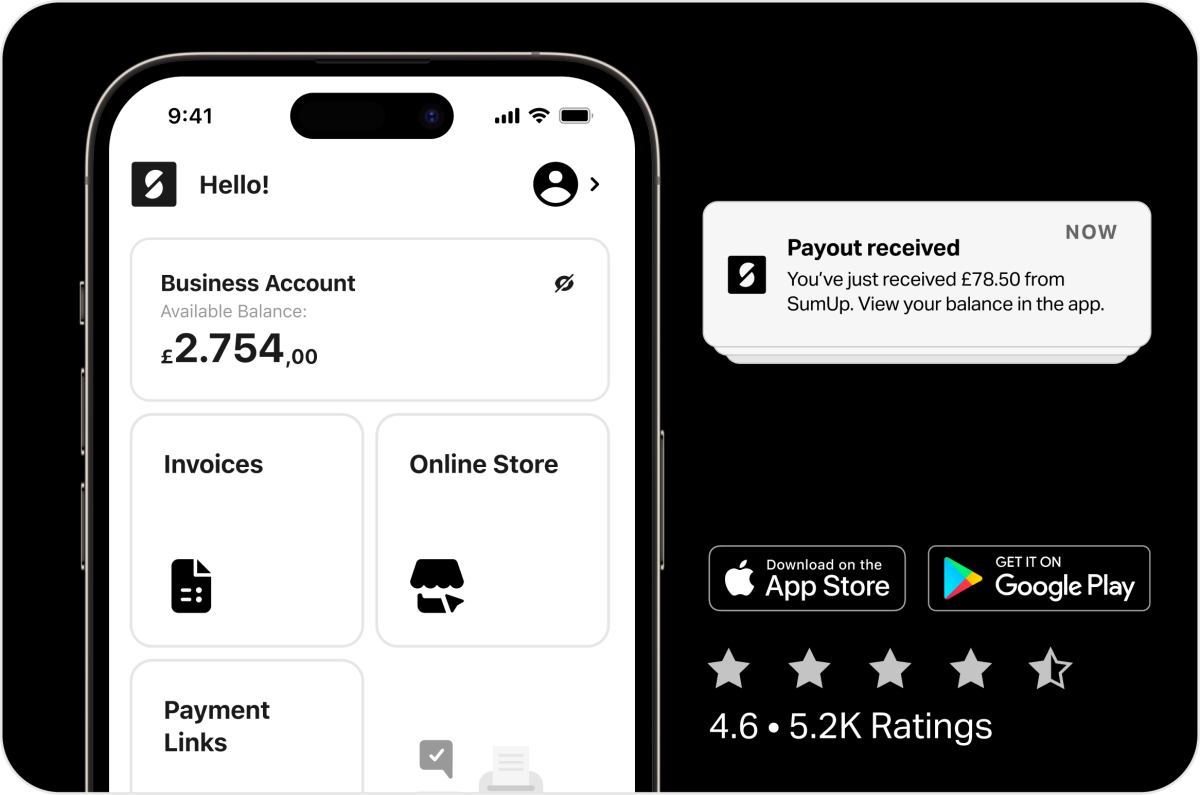 9:41
Hello!
Business Account
Available Balance:
£2.754,00
Invoices
Online Store
Payment
Links
NOW
Payout received
You’ve just received £78.50 from
SumUp. View your balance in the app.
Download on the
App Store
GET IT ON
Google Play
4.6 • 5.2K Ratings